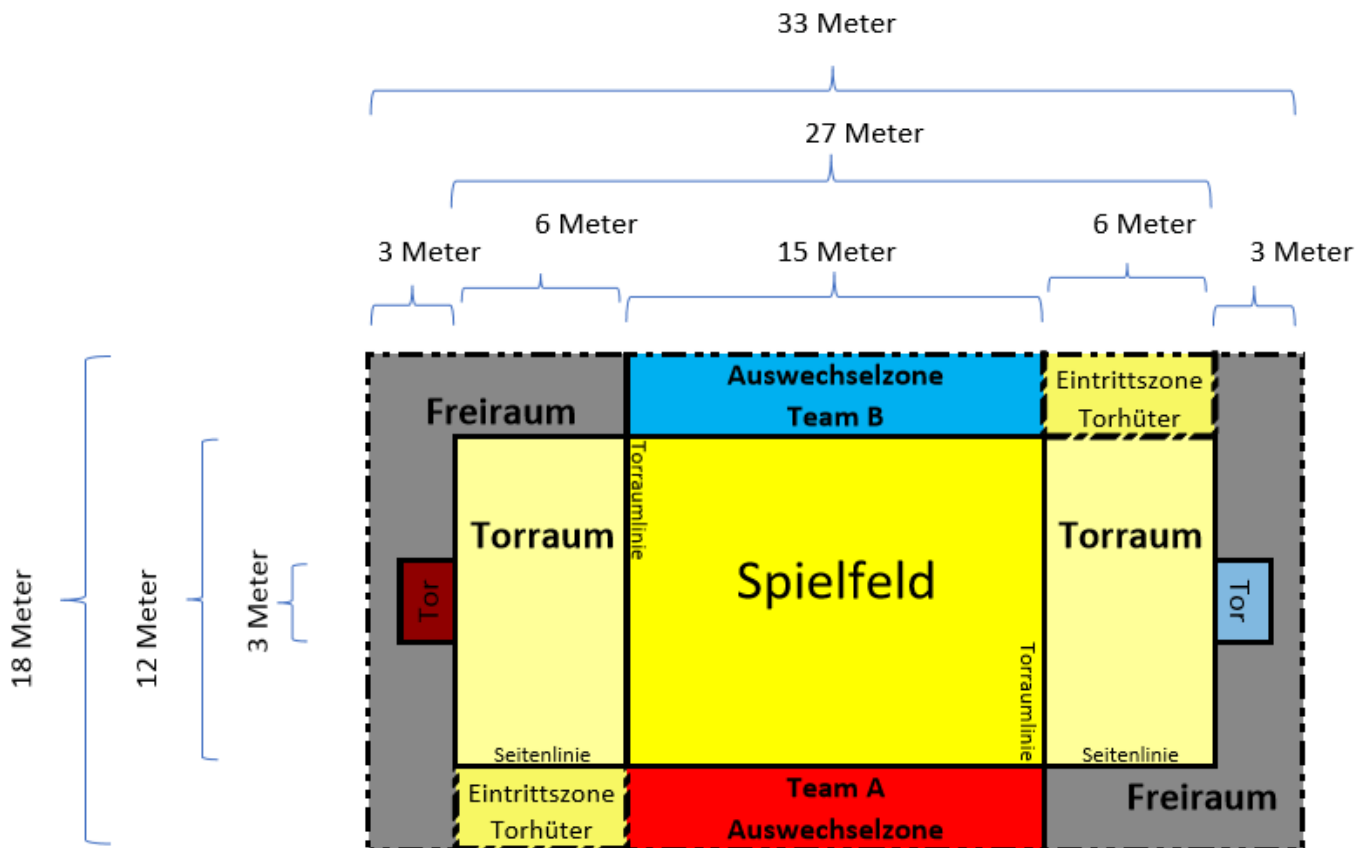 33 Meter
27 Meter
6 Meter
6 Meter
3 Meter
15 Meter
3 Meter
Auswechselzone
Team B
Eintrittszone
Torhüter
Freiraum
Torraumlinie
Torraum
Torraum
Spielfeld
Tor
Tor
18 Meter
12 Meter
3 Meter
Torraumlinie
Seitenlinie
Seitenlinie
Eintrittszone
Torhüter
Team A
Auswechselzone
Freiraum